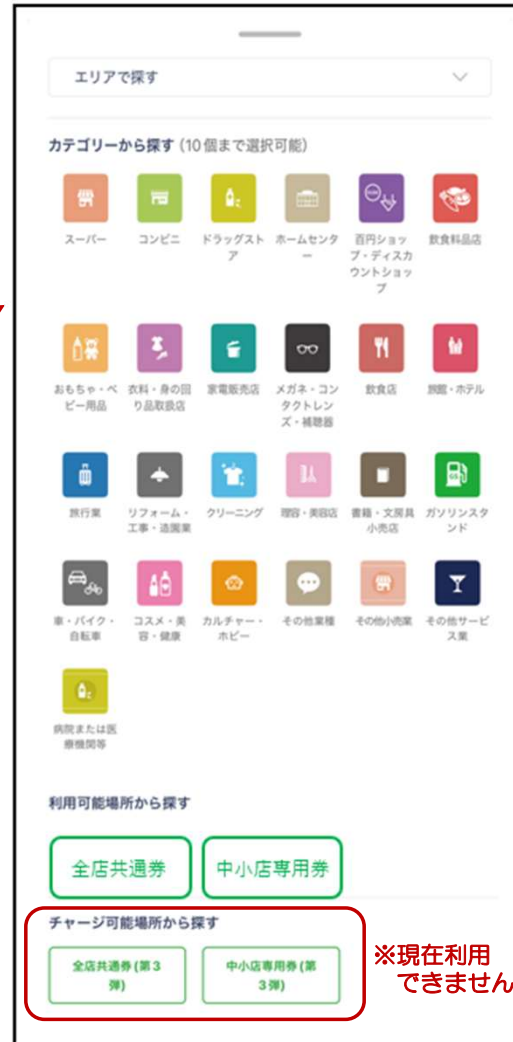 エリアで探す
カテゴリーから探す (10個まで選択可能)
スーパー
コンビニ
ドラッグスト
ア
ホームセンタ
ー
百円ショッ
プ・ディスカ
ウントショッ
プ
飲食料品店
おもちゃ・ベ
ビー用品
衣料・身の回
り品取扱店
家電販売店
メガネ・コン
タクトレン
ズ・補聴器
飲食店
旅館・ホテル
旅行業
リフォーム・
工事・造園業
クリーニング
理容・美容店
書籍・文房具
小売店
ガソリンスタ
ンド
車・バイク・
自転車
コスメ・美
容・健康
カルチャー・
ホビー
その他業種
その他小売業
その他サービ
ス業
病院または医
療機関等
利用可能場所から探す
全店共通券
中小店専用券
チャージ可能場所から探す
全店共通券(第3
弾)
中小店専用券(第
3弾)
※現在利用
できません